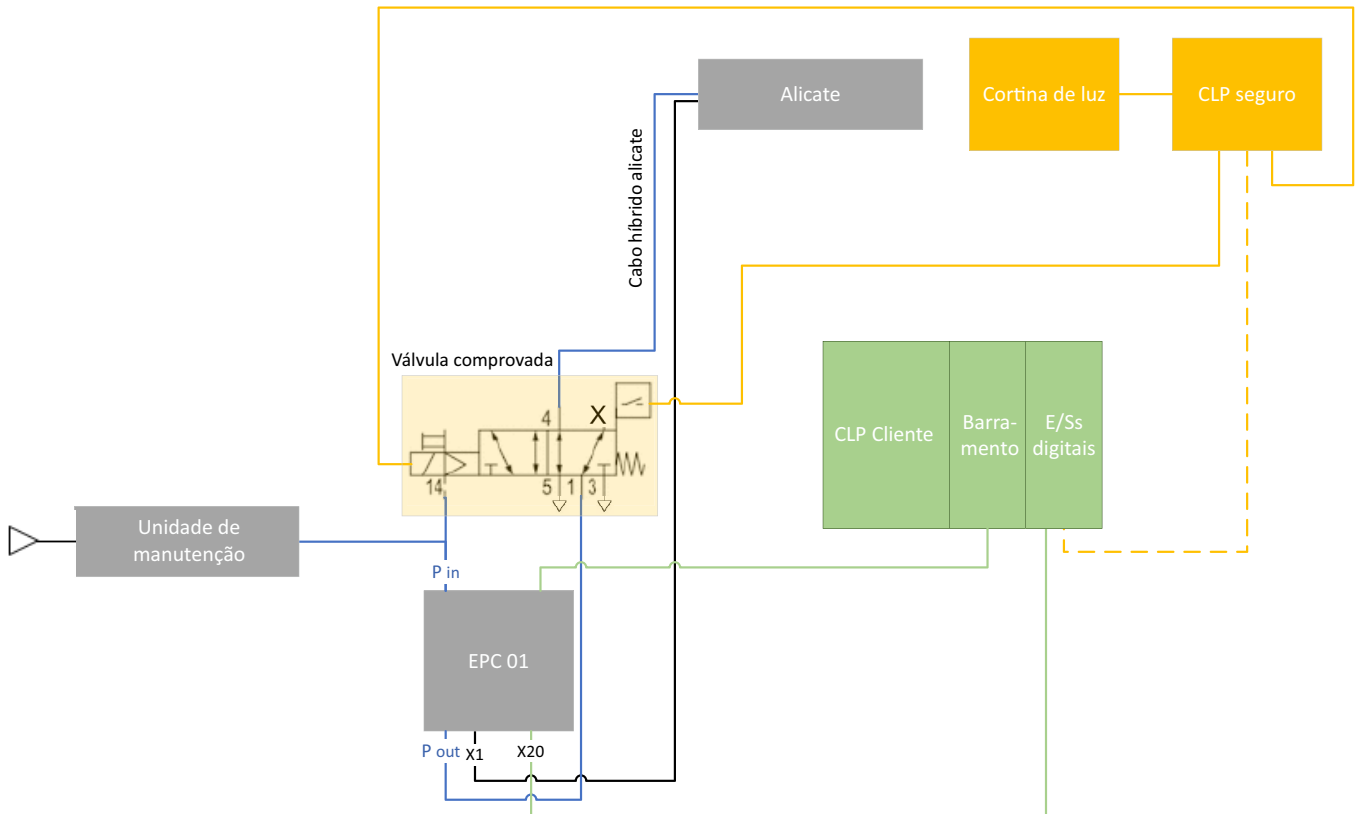 Alicate
Cortina de luz
CLP seguro
Cabo híbrido alicate
Válvula comprovada
4
X
14
5
1
3
CLP Cliente
Barra-
mento
E/Ss
digitais
Unidade de
manutenção
P in
EPC 01
P out
X1
X20